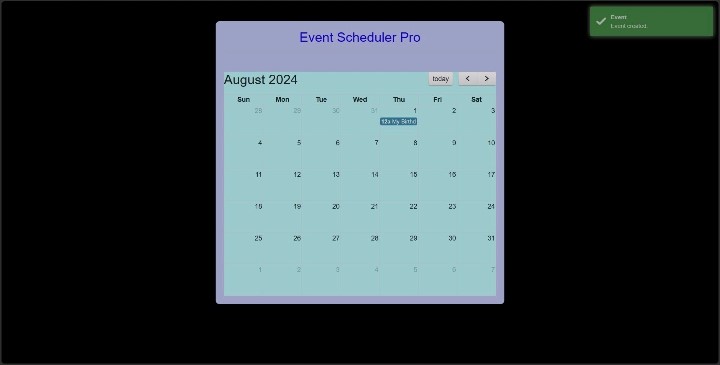 Event
Event created
Event Scheduler Pro
August 2024
today
Sun Mon Tue Wed Thu Fri Sat
28 29 30 31 1 2 3
12a My Birthd
4 5 6 7 8 9 10
11 12 13 14 15 16 17
18 19 20 21 22 23 24
25 26 27 28 29 30 31
1 2 3 4 5 6 7